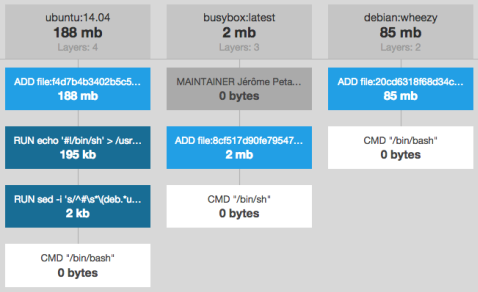 ubuntu:14.04
188 mb
Layers: 4
ADD file:f4d7b4b3402b5c5...
188 mb
RUN echo '#!/bin/sh' > /usr...
195 kb
RUN sed -i 's/^#\s*\(deb.*u...
2 kb
CMD "/bin/bash"
0 bytes
busybox:latest
2 mb
Layers: 3
MAINTAINER Jérôme Peta...
0 bytes
ADD file:8cf517d90fe79547...
2 mb
CMD "/bin/sh"
0 bytes
debian:wheezy
85 mb
Layers: 2
ADD file:20cd6318f68d34c...
85 mb
CMD "/bin/bash"
0 bytes